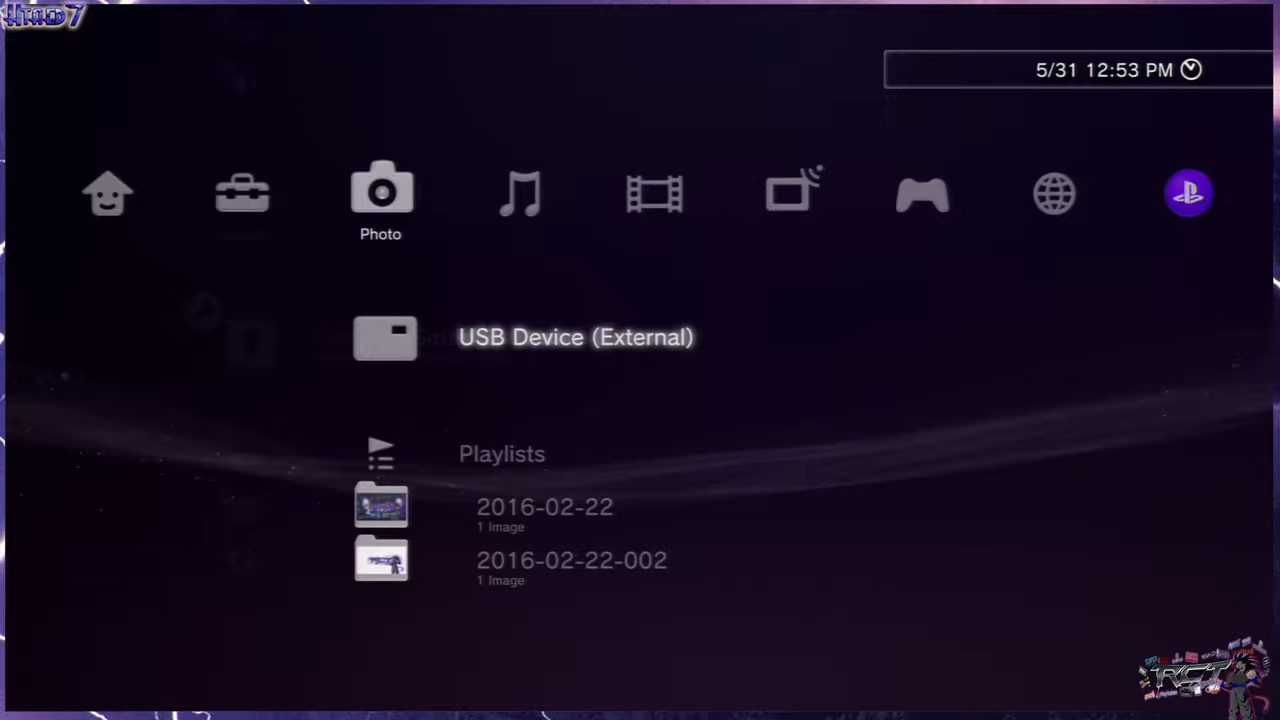 5/31 12:53 PM
Photo
USB Device (External)
Playlists
2016-02-22
1 Image
2016-02-22-002
1 Image
RCT